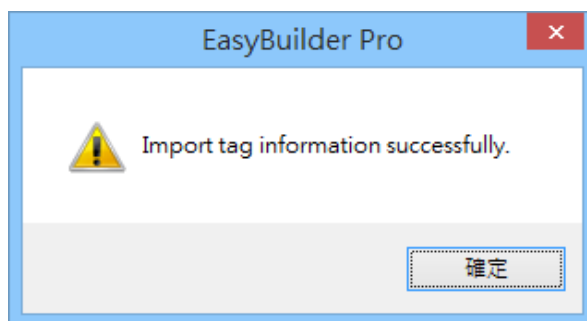 EasyBuilder Pro
Import tag information successfully.
確定